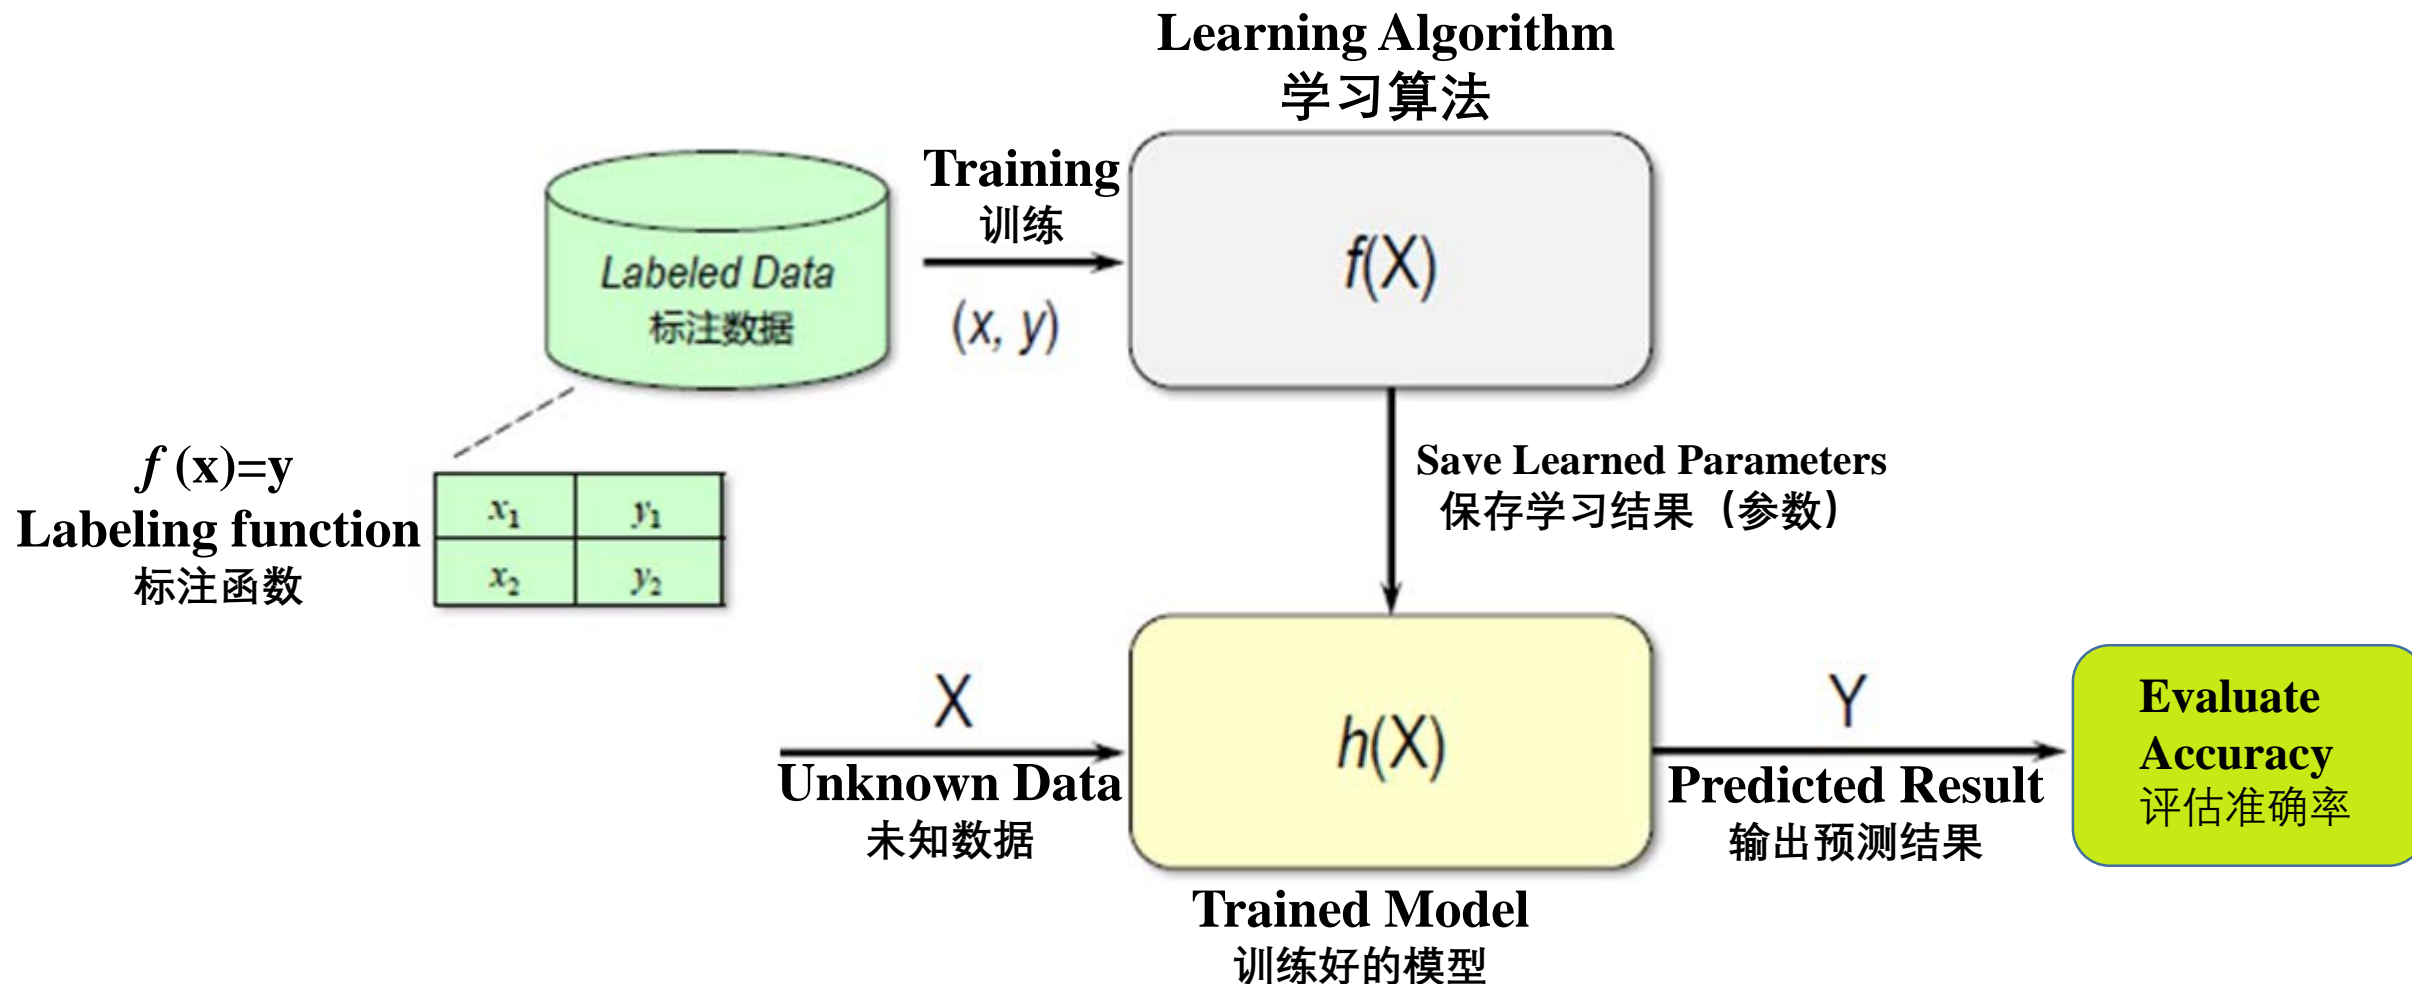 Learning Algorithm
学习算法
Training
训练
(x, y)
Labeled Data
标注数据
f(X)
f (x)=y
Labeling function
标注函数
x₁ y₁
x₂ y₂
Save Learned Parameters
保存学习结果（参数）
X
Unknown Data
未知数据
h(X)
Y
Predicted Result
输出预测结果
Evaluate
Accuracy
评估准确率
Trained Model
训练好的模型